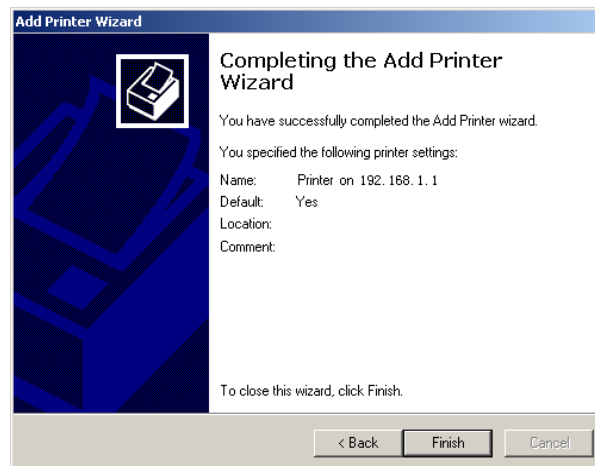 Add Printer Wizard
Completing the Add Printer
Wizard
You have successfully completed the Add Printer wizard.
You specified the following printer settings:
Name: Printer on 192.168.1.1
Default: Yes
Location:
Comment:
To close this wizard, click Finish.
< Back Finish Cancel